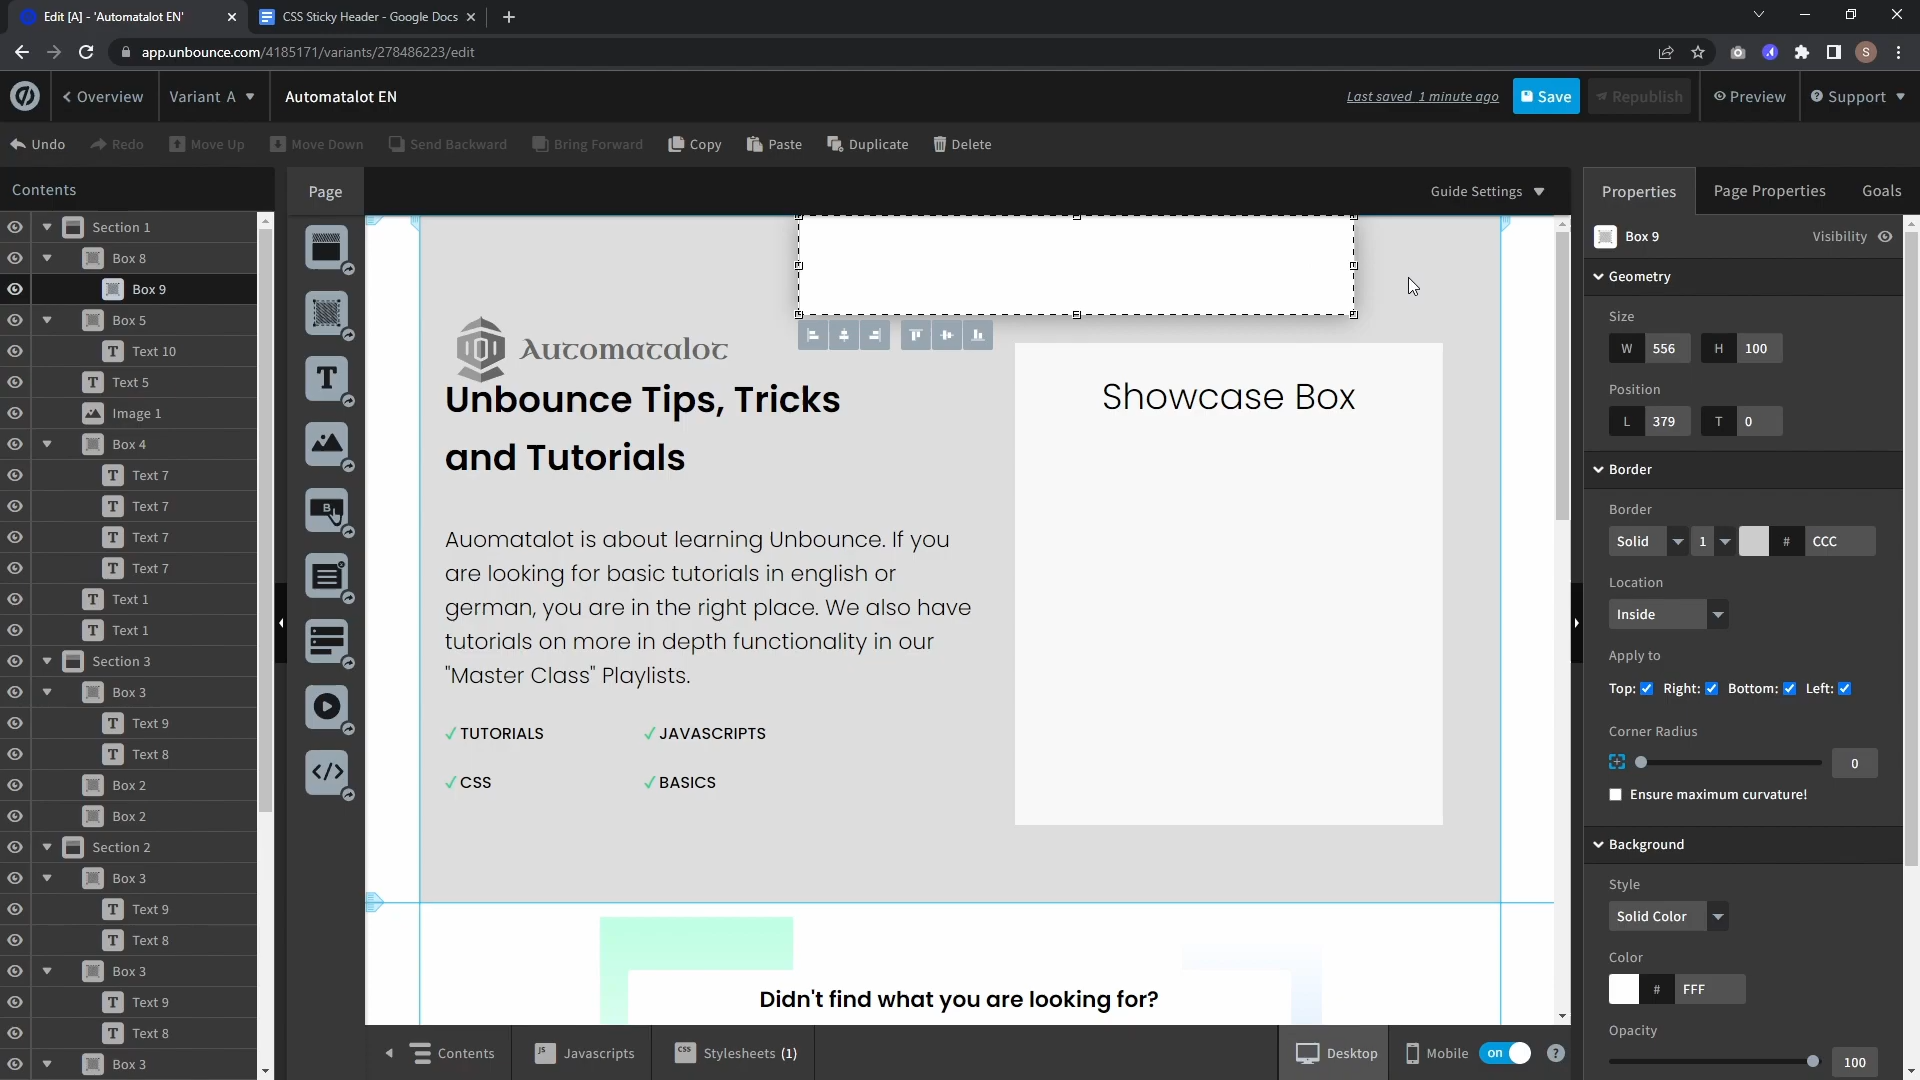 Edit [A] - 'Automatalot EN'
CSS Sticky Header - Google Docs
app.unbounce.com/4185171/variants/278486223/edit
S
Overview
Variant A
Automatalot EN
Last saved 1 minute ago
Save
Republish
Preview
Support
Undo
Redo
Move Up
Move Down
Send Backward
Bring Forward
Copy
Paste
Duplicate
Delete
Contents
Page
Guide Settings
Properties
Page Properties
Goals
Section 1
Box 8
Box 9
Box 5
Text 10
Text 5
Image 1
Box 4
Text 7
Text 7
Text 7
Text 7
Text 1
Text 1
Section 3
Box 3
Text 9
Text 8
Box 2
Box 2
Section 2
Box 3
Text 9
Text 8
Box 3
Text 9
Text 8
Box 3
Automatalot
Unbounce Tips, Tricks
and Tutorials
Auomatalot is about learning Unbounce. If you
are looking for basic tutorials in english or
german, you are in the right place. We also have
tutorials on more in depth functionality in our
"Master Class" Playlists.
✓ TUTORIALS
✓ JAVASCRIPTS
✓ CSS
✓ BASICS
Showcase Box
Didn't find what you are looking for?
Box 9
Visibility
Geometry
Size
W 556
H 100
Position
L 379
T 0
Border
Border
Solid
1
# CCC
Location
Inside
Apply to
Top: Right: Bottom: Left:
Corner Radius
0
Ensure maximum curvature!
Background
Style
Solid Color
Color
# FFF
Opacity
100
Contents
JS Javascripts
CSS Stylesheets (1)
Desktop
Mobile
on
?